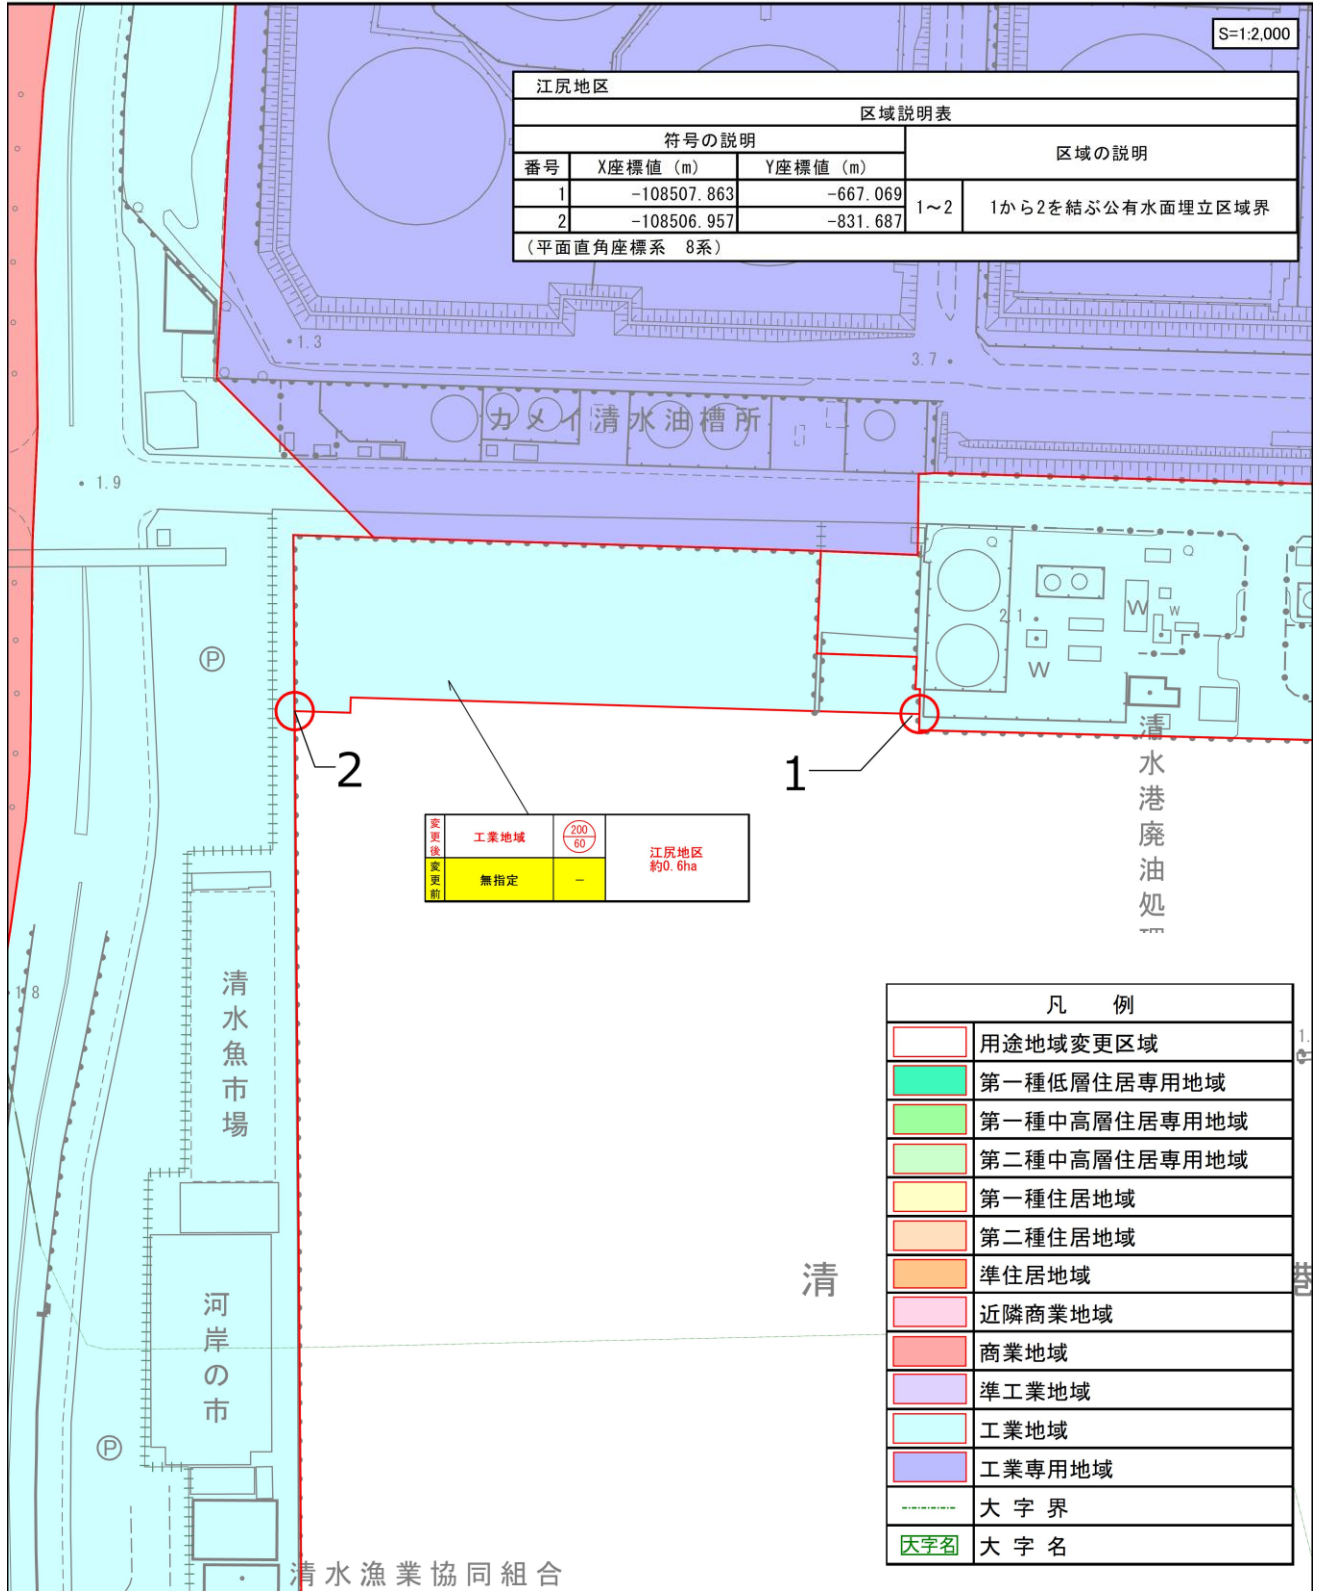 S=1:2,000
江尻地区
区域説明表
符号の説明
区域の説明
番号 X座標値（m） Y座標値（m）
1 -108507.863 -667.069
2 -108506.957 -831.687
1～2 1から2を結ぶ公有水面埋立区域界
（平面直角座標系　8系）
1.3
3.7
カメイ清水油槽所
1.9
2.1
W
W
W
P
2
1
清水港廃油処理
変更後 工業地域 200/60
変更前 無指定 －
江尻地区
約0.6ha
1.8
清水魚市場
清
港
河岸の市
P
清水漁業協同組合
凡　例
用途地域変更区域
第一種低層住居専用地域
第一種中高層住居専用地域
第二種中高層住居専用地域
第一種住居地域
第二種住居地域
準住居地域
近隣商業地域
商業地域
準工業地域
工業地域
工業専用地域
大 字 界
大字名 大 字 名